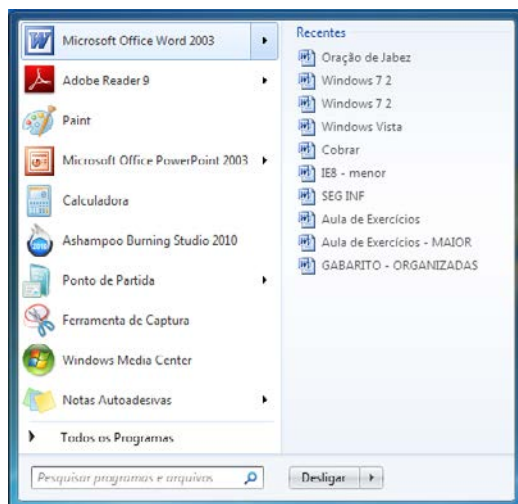 Microsoft Office Word 2003
Adobe Reader 9
Paint
Microsoft Office PowerPoint 2003
Calculadora
Ashampoo Burning Studio 2010
Ponto de Partida
Ferramenta de Captura
Windows Media Center
Notas Autoadesivas
Todos os Programas
Pesquisar programas e arquivos
Recentes
Oração de Jabez
Windows 7 2
Windows 7 2
Windows Vista
Cobrar
IE8 - menor
SEG INF
Aula de Exercícios
Aula de Exercícios - MAIOR
GABARITO - ORGANIZADAS
Desligar